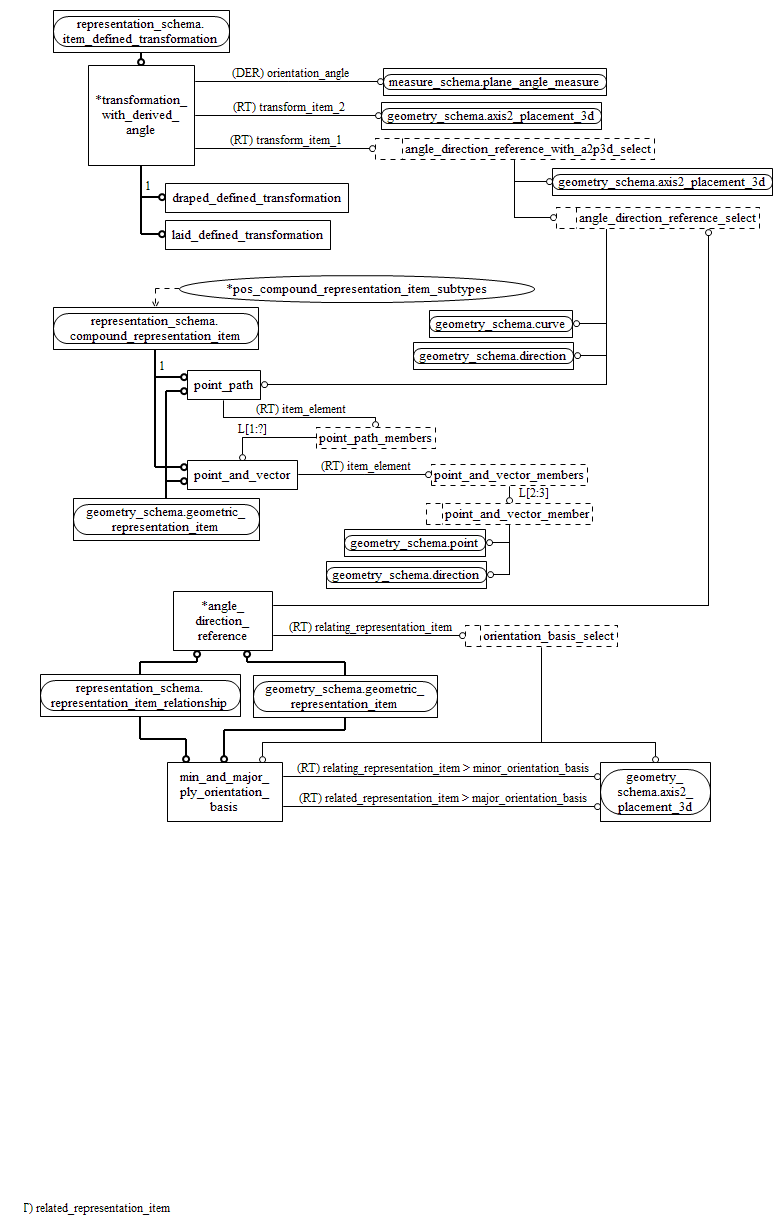 representation_schema.
item_defined_transformation
(DER) orientation_angle
measure_schema.plane_angle_measure
*transformation_
with_derived_
angle
(RT) transform_item_2
geometry_schema.axis2_placement_3d
(RT) transform_item_1
angle_direction_reference_with_a2p3d_select
1
geometry_schema.axis2_placement_3d
draped_defined_transformation
angle_direction_reference_select
laid_defined_transformation
*pos_compound_representation_item_subtypes
representation_schema.
compound_representation_item
geometry_schema.curve
geometry_schema.direction
1
point_path
(RT) item_element
L[1:?]
point_path_members
point_and_vector
(RT) item_element
point_and_vector_members
L[2:3]
geometry_schema.geometric_
representation_item
point_and_vector_member
geometry_schema.point
geometry_schema.direction
*angle_
direction_
reference
(RT) relating_representation_item
orientation_basis_select
representation_schema.
representation_item_relationship
geometry_schema.geometric_
representation_item
min_and_major_
ply_orientation_
basis
(RT) relating_representation_item > minor_orientation_basis
(RT) related_representation_item > major_orientation_basis
geometry_
schema.axis2_
placement_3d
T) related_representation_item